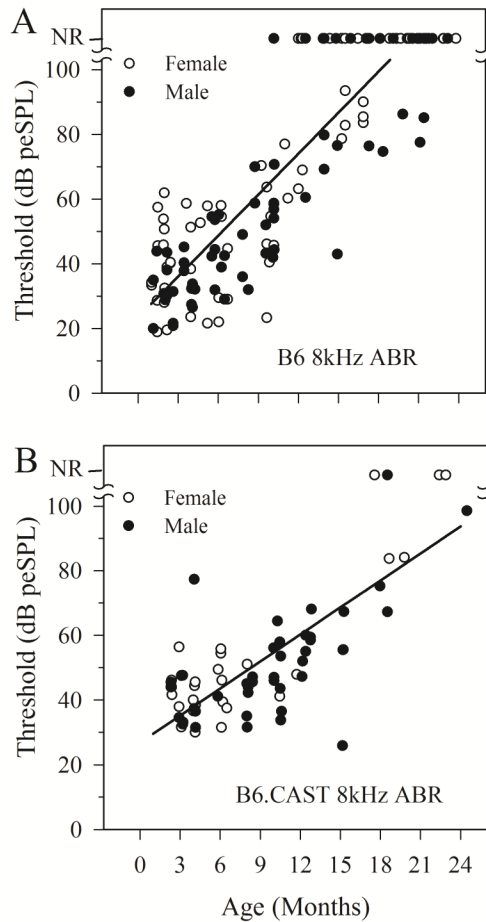 A
NR
100
80
60
40
20
0
Threshold (dB peSPL)
Female
Male
B6 8kHz ABR
B
NR
100
80
60
40
20
0
Threshold (dB peSPL)
Female
Male
B6.CAST 8kHz ABR
0 3 6 9 12 15 18 21 24
Age (Months)